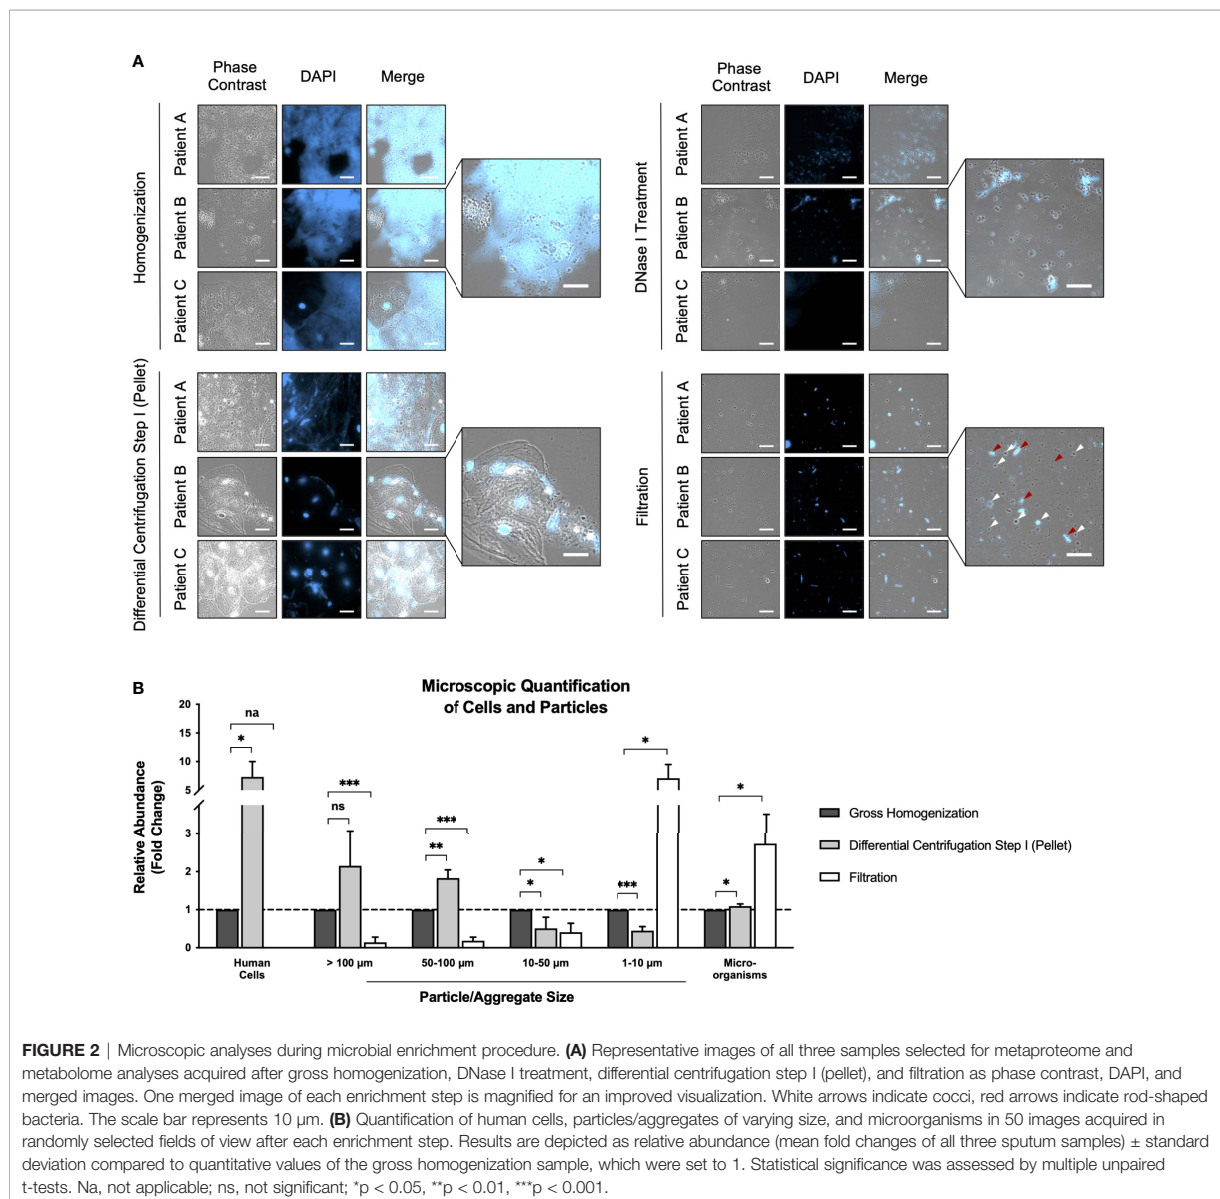 A
Phase
Contrast
DAPI
Merge
Homogenization
Patient A
Patient B
Patient C
Differential Centrifugation Step I (Pellet)
Patient A
Patient B
Patient C
Phase
Contrast
DAPI
Merge
DNase I Treatment
Patient A
Patient B
Patient C
Filtration
Patient A
Patient B
Patient C
B
Microscopic Quantification
of Cells and Particles
Relative Abundance
(Fold Change)
20
15
10
5
3
2
1
0
na
*
***
ns
***
**
*
*
*
***
*
*
Human
Cells
> 100 µm
50-100 µm
10-50 µm
1-10 µm
Micro-
organisms
Particle/Aggregate Size
Gross Homogenization
Differential Centrifugation Step I (Pellet)
Filtration
FIGURE 2 | Microscopic analyses during microbial enrichment procedure. (A) Representative images of all three samples selected for metaproteome and
metabolome analyses acquired after gross homogenization, DNase I treatment, differential centrifugation step I (pellet), and filtration as phase contrast, DAPI, and
merged images. One merged image of each enrichment step is magnified for an improved visualization. White arrows indicate cocci, red arrows indicate rod-shaped
bacteria. The scale bar represents 10 µm. (B) Quantification of human cells, particles/aggregates of varying size, and microorganisms in 50 images acquired in
randomly selected fields of view after each enrichment step. Results are depicted as relative abundance (mean fold changes of all three sputum samples) ± standard
deviation compared to quantitative values of the gross homogenization sample, which were set to 1. Statistical significance was assessed by multiple unpaired
t-tests. Na, not applicable; ns, not significant; *p < 0.05, **p < 0.01, ***p < 0.001.